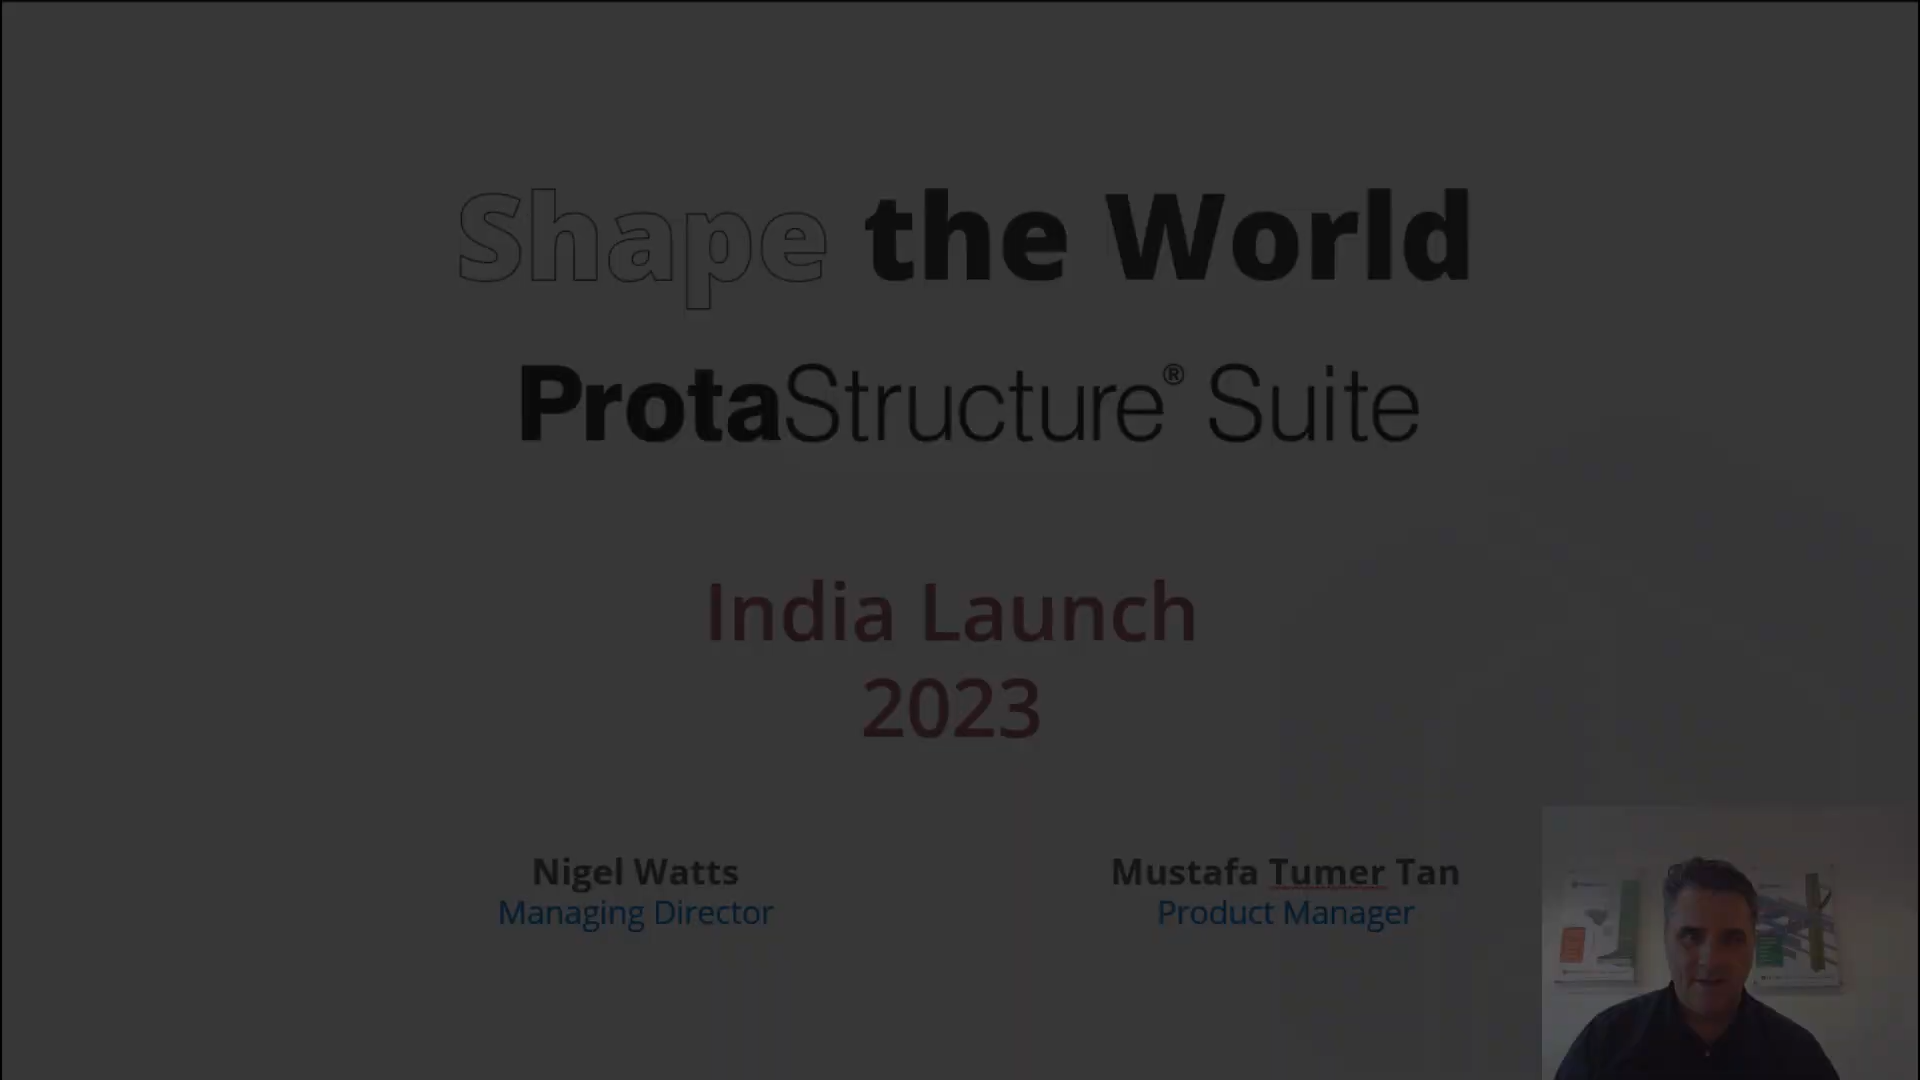 Shape the World
ProtaStructure® Suite
India Launch
2023
Nigel Watts
Managing Director
Mustafa Tumer Tan
Product Manager